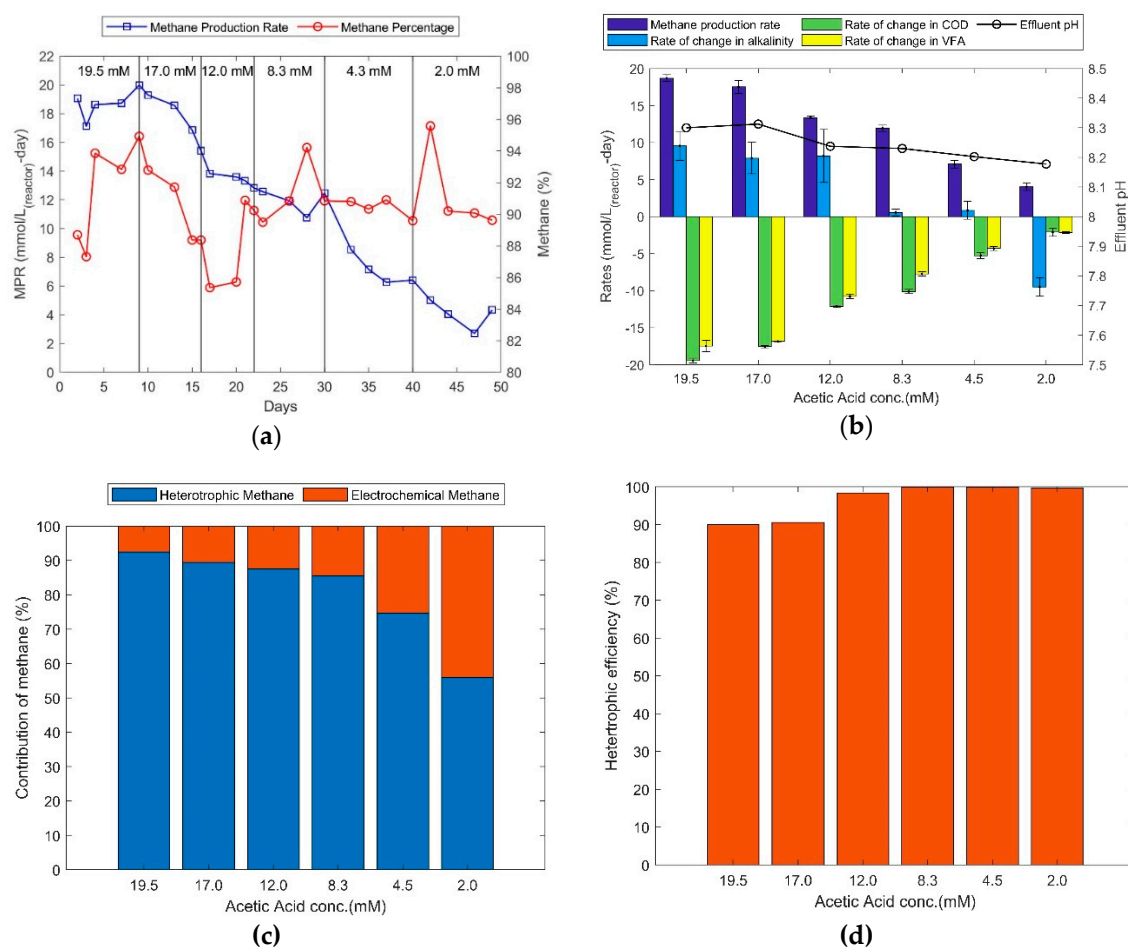 Methane Production Rate Methane Percentage
19.5 mM 17.0 mM 12.0 mM 8.3 mM 4.3 mM 2.0 mM
22
20
18
16
14
12
10
8
6
4
2
0
MPR (mmol/L(reactor)-day)
100
98
96
94
92
90
88
86
84
82
80
Methane (%)
0 5 10 15 20 25 30 35 40 45 50
Days
(a)
Methane production rate Rate of change in COD Effluent pH
Rate of change in alkalinity Rate of change in VFA
20
15
10
5
0
-5
-10
-15
-20
Rates (mmol/L(reactor)-day)
8.5
8.4
8.3
8.2
8.1
8
7.9
7.8
7.7
7.6
7.5
Effluent pH
19.5 17.0 12.0 8.3 4.5 2.0
Acetic Acid conc.(mM)
(b)
Heterotrophic Methane Electrochemical Methane
100
90
80
70
60
50
40
30
20
10
0
Contribution of methane (%)
19.5 17.0 12.0 8.3 4.5 2.0
Acetic Acid conc.(mM)
(c)
100
90
80
70
60
50
40
30
20
10
0
Hetertrophic efficiency (%)
19.5 17.0 12.0 8.3 4.5 2.0
Acetic Acid conc.(mM)
(d)